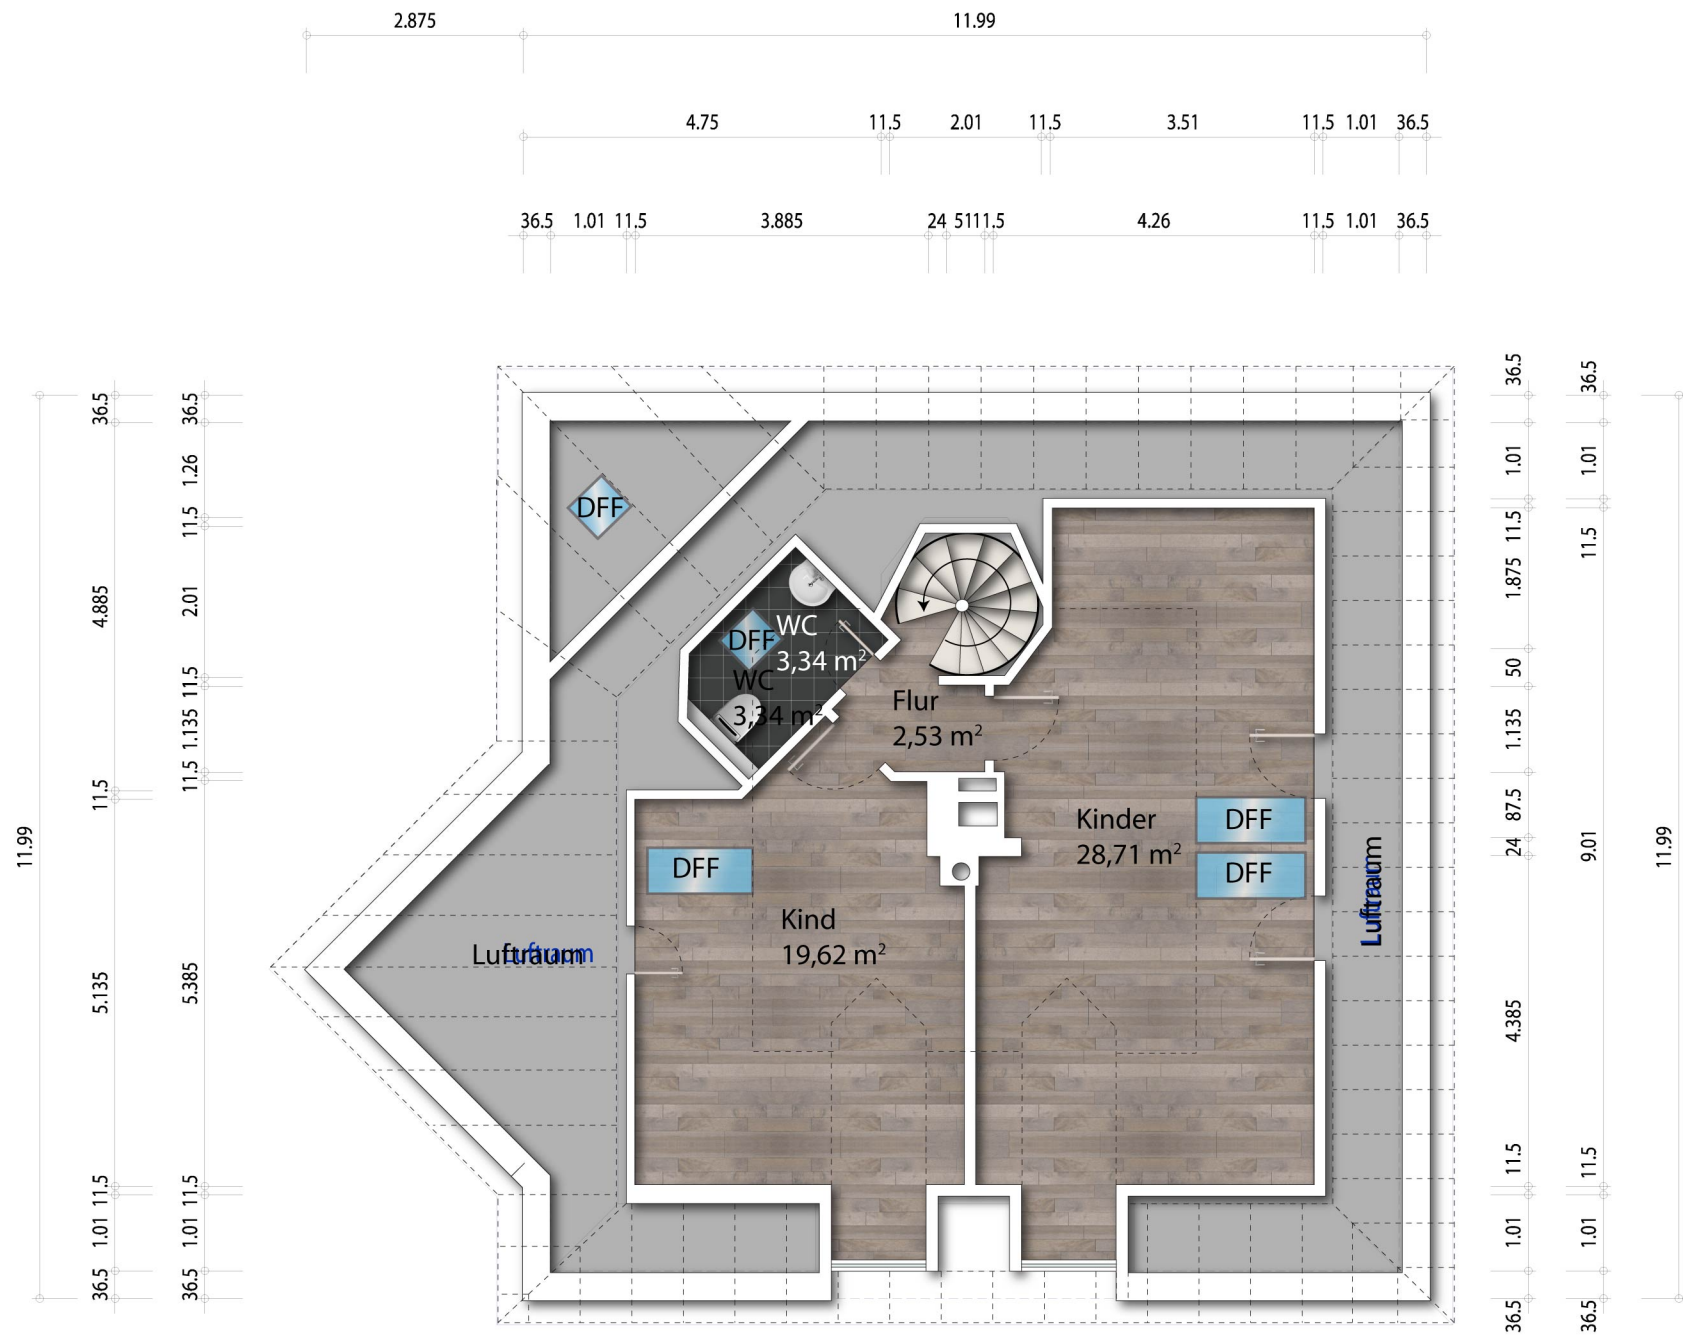 2.875 11.99
4.75 11.5 2.01 11.5 3.51 11.5 1.01 36.5
36.5 1.01 11.5 3.885 24 51 11.5 4.26 11.5 1.01 36.5
11.99
36.5 4.885 11.5 5.135 11.5 1.01 36.5
36.5 1.26 11.5 2.01 11.5 1.135 11.5 5.385 11.5 1.01 36.5
DFF
DFF
WC
3,34 m²
WC
3,34 m²
Flur
2,53 m²
Kinder
28,71 m²
DFF
DFF
DFF
Kind
19,62 m²
Luftraum
Luftraum
Luftraum
Luftraum
36.5 1.01 11.5 1.875 50 1.135 87.5 24 4.385 11.5 1.01 36.5
36.5 1.01 11.5 9.01 11.5 1.01 36.5
11.99